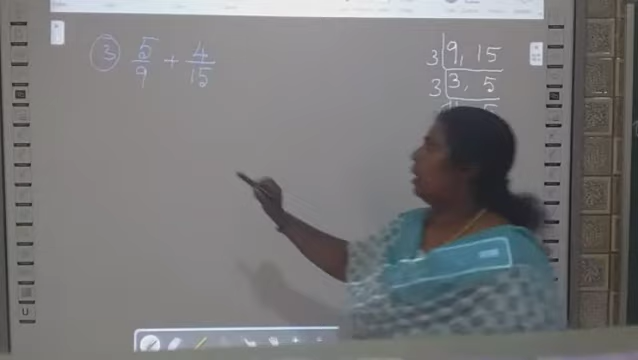 ③ 5/9 + 4/15
3 | 9, 15
3 | 3, 5